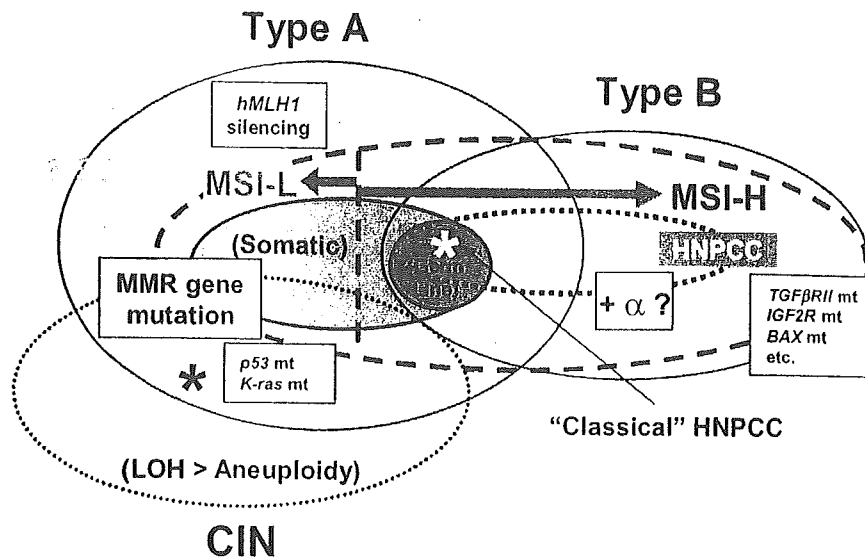 Type A
Type B
hMLH1
silencing
MSI-L
MSI-H
(Somatic)
*
HNPCC
MMR gene
mutation
+ α ?
TGFβRII mt
IGF2R mt
BAX mt
etc.
*
p53 mt
K-ras mt
“Classical” HNPCC
(LOH > Aneuploidy)
CIN